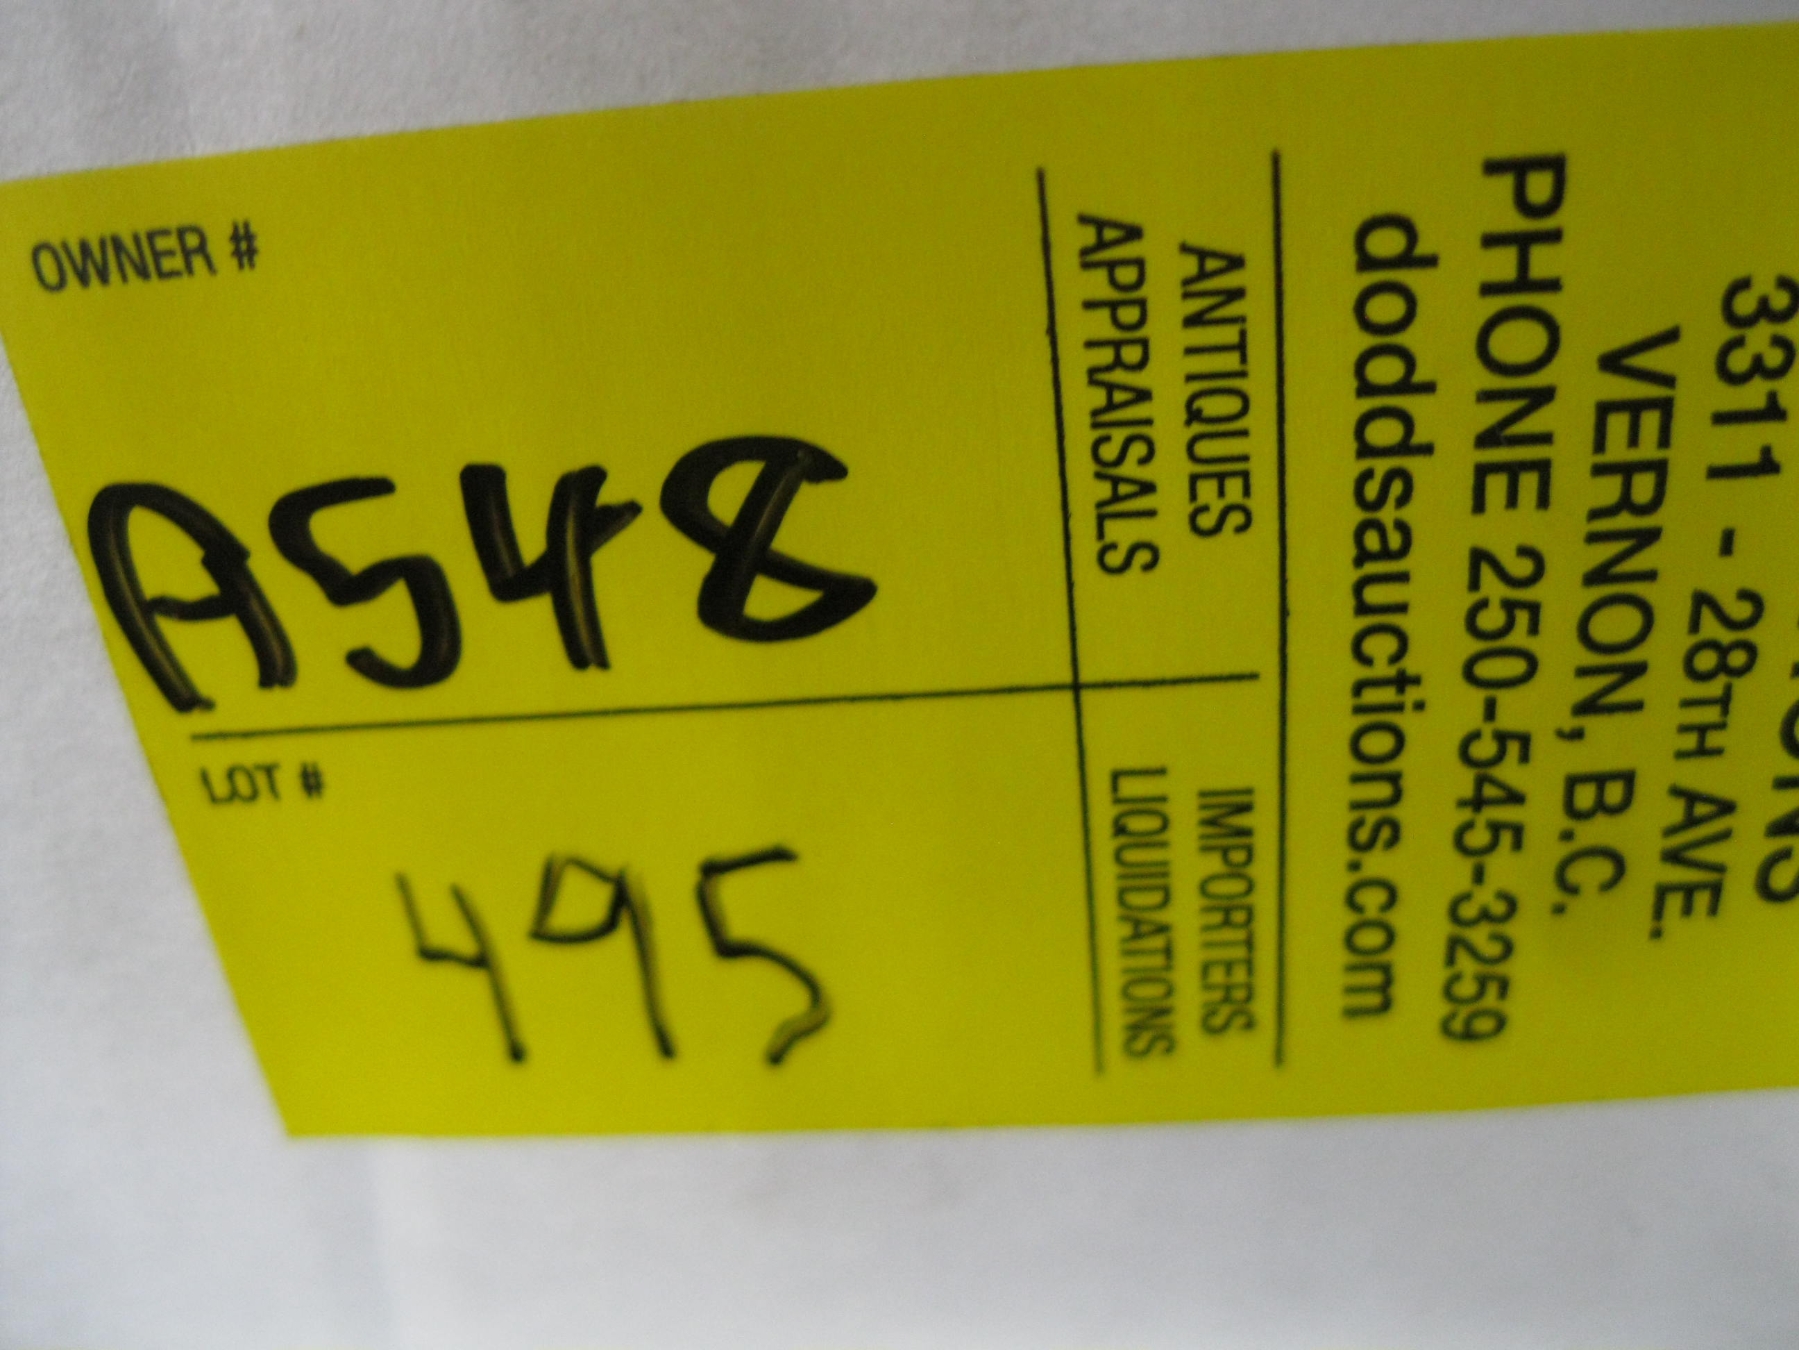 3311 - 28TH AVE.
VERNON, B.C.
PHONE 250-545-3259
doddsauctions.com
ANTIQUES
APPRAISALS
IMPORTERS
LIQUIDATIONS
OWNER #
A548
LOT #
495